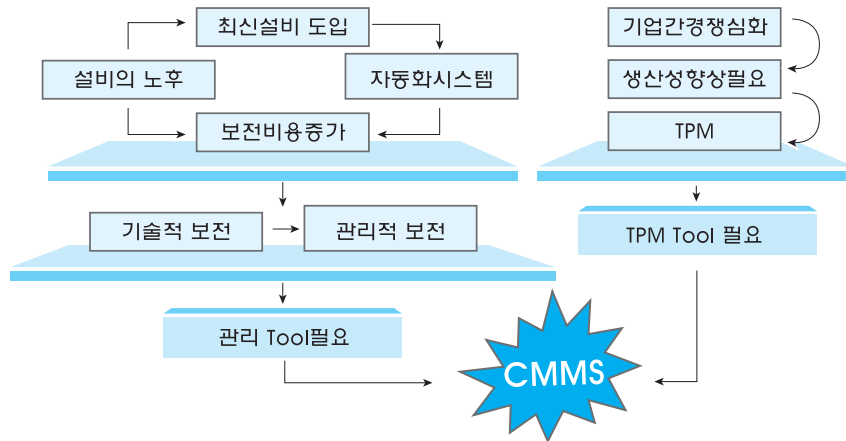 최신설비 도입
설비의 노후
자동화시스템
보전비용증가
기술적 보전
관리적 보전
관리 Tool필요
기업간경쟁심화
생산성향상필요
TPM
TPM Tool 필요
CMMS